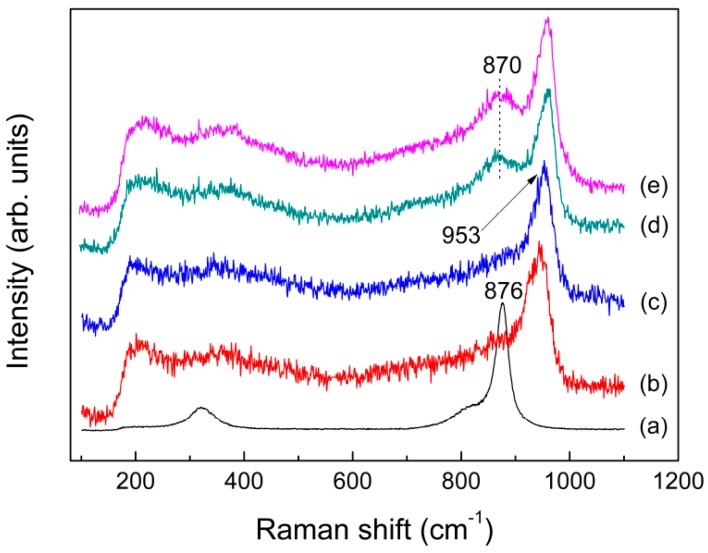 870
(e)
(d)
953
876
(c)
(b)
(a)
200 400 600 800 1000 1200
Raman shift (cm-1)
Intensity (arb. units)